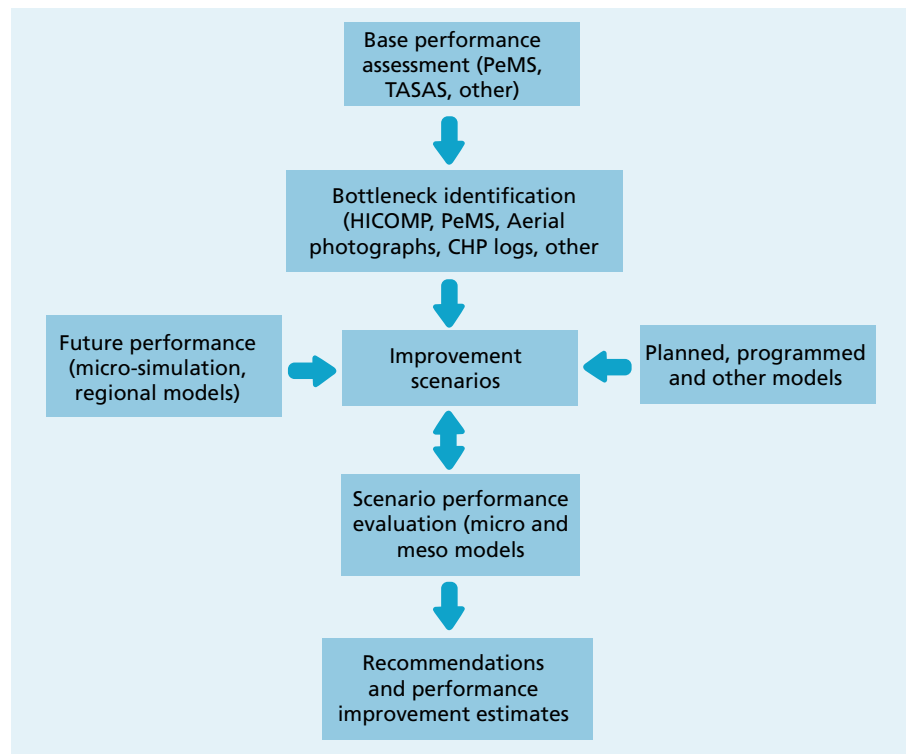 Base performance
assessment (PeMS,
TASAS, other)
Bottleneck identification
(HICOMP, PeMS, Aerial
photographs, CHP logs, other
Future performance
(micro-simulation,
regional models)
Improvement
scenarios
Planned, programmed
and other models
Scenario performance
evaluation (micro and
meso models
Recommendations
and performance
improvement estimates